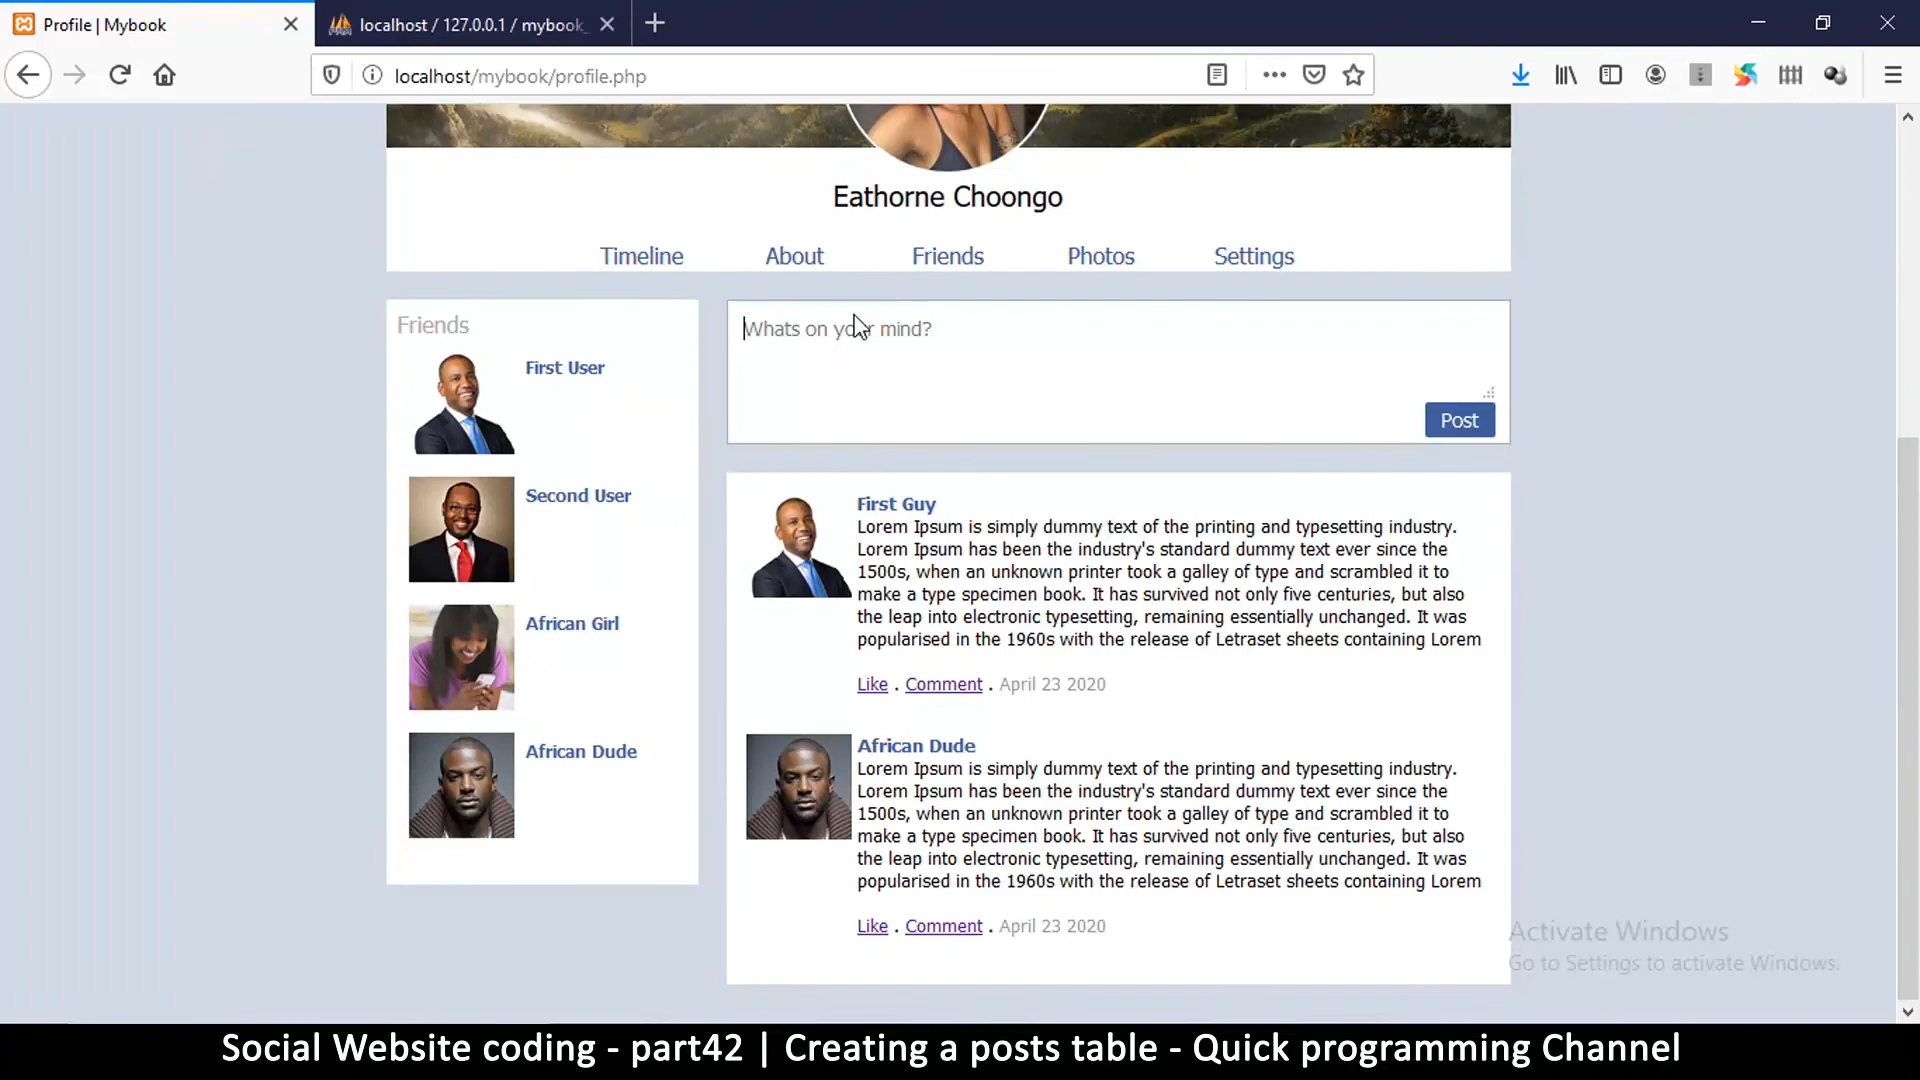 Profile | Mybook
localhost / 127.0.0.1 / mybook_
localhost/mybook/profile.php
Eathorne Choongo
Timeline About Friends Photos Settings
Friends
First User
Second User
African Girl
African Dude
Whats on your mind?
Post
First Guy
Lorem Ipsum is simply dummy text of the printing and typesetting industry.
Lorem Ipsum has been the industry's standard dummy text ever since the
1500s, when an unknown printer took a galley of type and scrambled it to
make a type specimen book. It has survived not only five centuries, but also
the leap into electronic typesetting, remaining essentially unchanged. It was
popularised in the 1960s with the release of Letraset sheets containing Lorem
Like . Comment . April 23 2020
African Dude
Lorem Ipsum is simply dummy text of the printing and typesetting industry.
Lorem Ipsum has been the industry's standard dummy text ever since the
1500s, when an unknown printer took a galley of type and scrambled it to
make a type specimen book. It has survived not only five centuries, but also
the leap into electronic typesetting, remaining essentially unchanged. It was
popularised in the 1960s with the release of Letraset sheets containing Lorem
Like . Comment . April 23 2020
Activate Windows
Go to Settings to activate Windows.
Social Website coding - part42 | Creating a posts table - Quick programming Channel